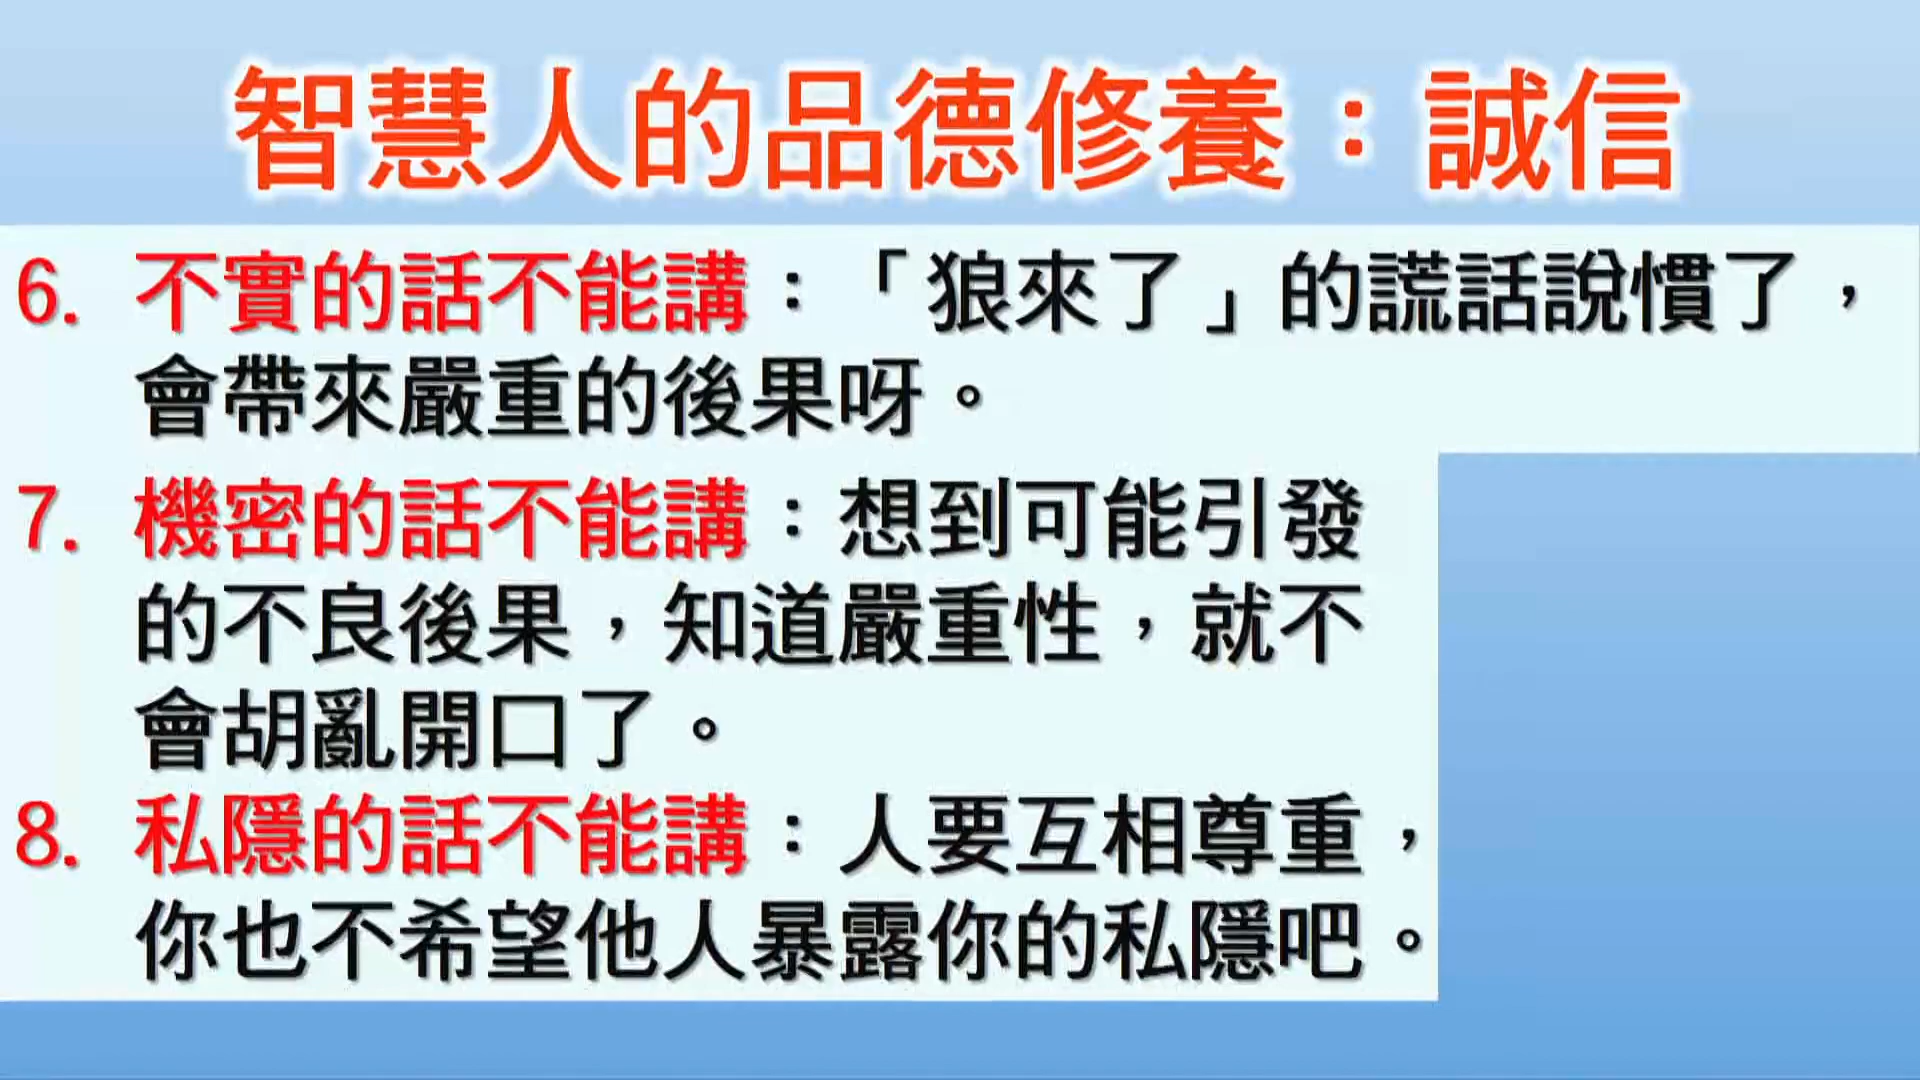 智慧人的品德修養：誠信
6. 不實的話不能講：「狼來了」的謊話說慣了，
會帶來嚴重的後果呀。
7. 機密的話不能講：想到可能引發
的不良後果，知道嚴重性，就不
會胡亂開口了。
8. 私隱的話不能講：人要互相尊重，
你也不希望他人暴露你的私隱吧。